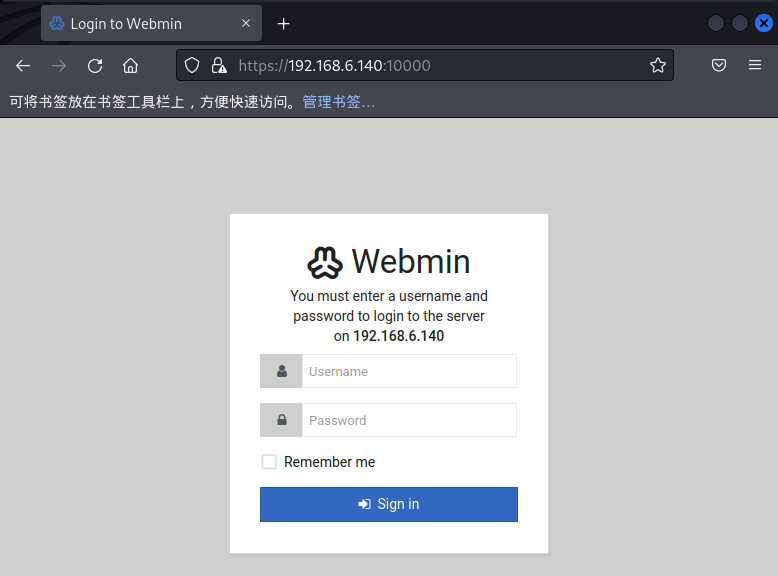 Login to Webmin
https://192.168.6.140:10000
可将书签放在书签工具栏上，方便快速访问。管理书签…
Webmin
You must enter a username and
password to login to the server
on 192.168.6.140
Username
Password
Remember me
Sign in